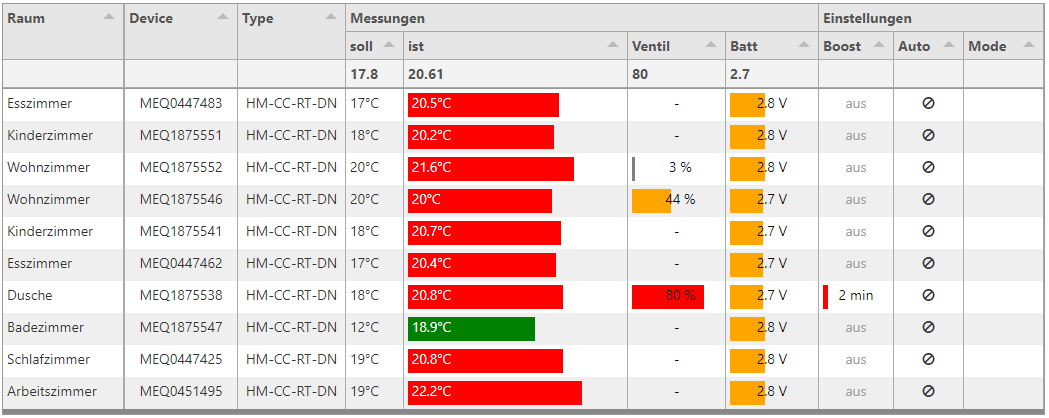 Raum Device Type Messungen Einstellungen
soll ist Ventil Batt Boost Auto Mode
17.8 20.61 80 2.7
Esszimmer MEQ0447483 HM-CC-RT-DN 17°C 20.5°C - 2.8 V aus
Kinderzimmer MEQ1875551 HM-CC-RT-DN 18°C 20.2°C - 2.8 V aus
Wohnzimmer MEQ1875552 HM-CC-RT-DN 20°C 21.6°C 3 % 2.8 V aus
Wohnzimmer MEQ1875546 HM-CC-RT-DN 20°C 20°C 44 % 2.7 V aus
Kinderzimmer MEQ1875541 HM-CC-RT-DN 18°C 20.7°C - 2.7 V aus
Esszimmer MEQ0447462 HM-CC-RT-DN 17°C 20.4°C - 2.7 V aus
Dusche MEQ1875538 HM-CC-RT-DN 18°C 20.8°C 80 % 2.7 V 2 min
Badezimmer MEQ1875547 HM-CC-RT-DN 12°C 18.9°C - 2.8 V aus
Schlafzimmer MEQ0447425 HM-CC-RT-DN 19°C 20.8°C - 2.8 V aus
Arbeitszimmer MEQ0451495 HM-CC-RT-DN 19°C 22.2°C - 2.8 V aus